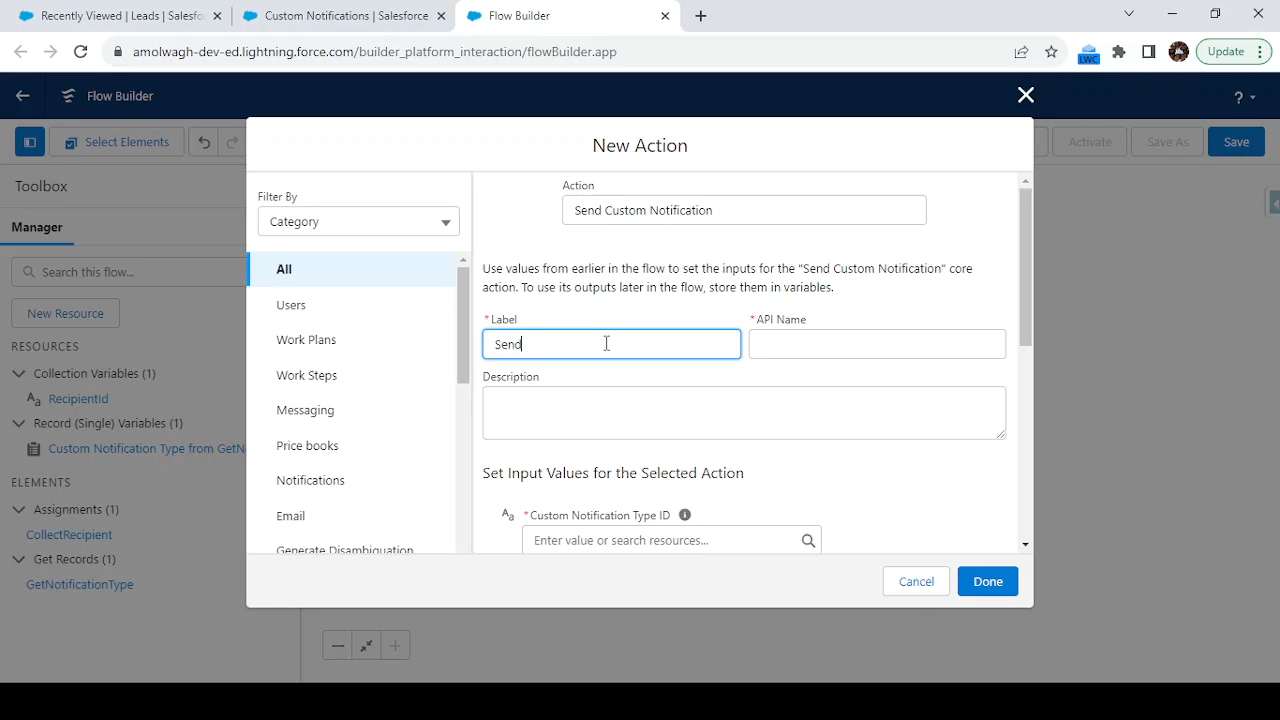 Recently Viewed | Leads | Salesfo
Custom Notifications | Salesforce
Flow Builder
amolwagh-dev-ed.lightning.force.com/builder_platform_interaction/flowBuilder.app
LWC
Update
Flow Builder
?
Select Elements
Activate
Save As
Save
New Action
Toolbox
Manager
Search this flow...
New Resource
RESOURCES
Collection Variables (1)
Aa RecipientId
Record (Single) Variables (1)
Custom Notification Type from GetN
ELEMENTS
Assignments (1)
CollectRecipient
Get Records (1)
GetNotificationType
Filter By
Category
All
Users
Work Plans
Work Steps
Messaging
Price books
Notifications
Email
Generate Disambiguation
Action
Send Custom Notification
Use values from earlier in the flow to set the inputs for the "Send Custom Notification" core
action. To use its outputs later in the flow, store them in variables.
* Label
* API Name
Send
Description
Set Input Values for the Selected Action
Aa * Custom Notification Type ID
Enter value or search resources...
Cancel
Done